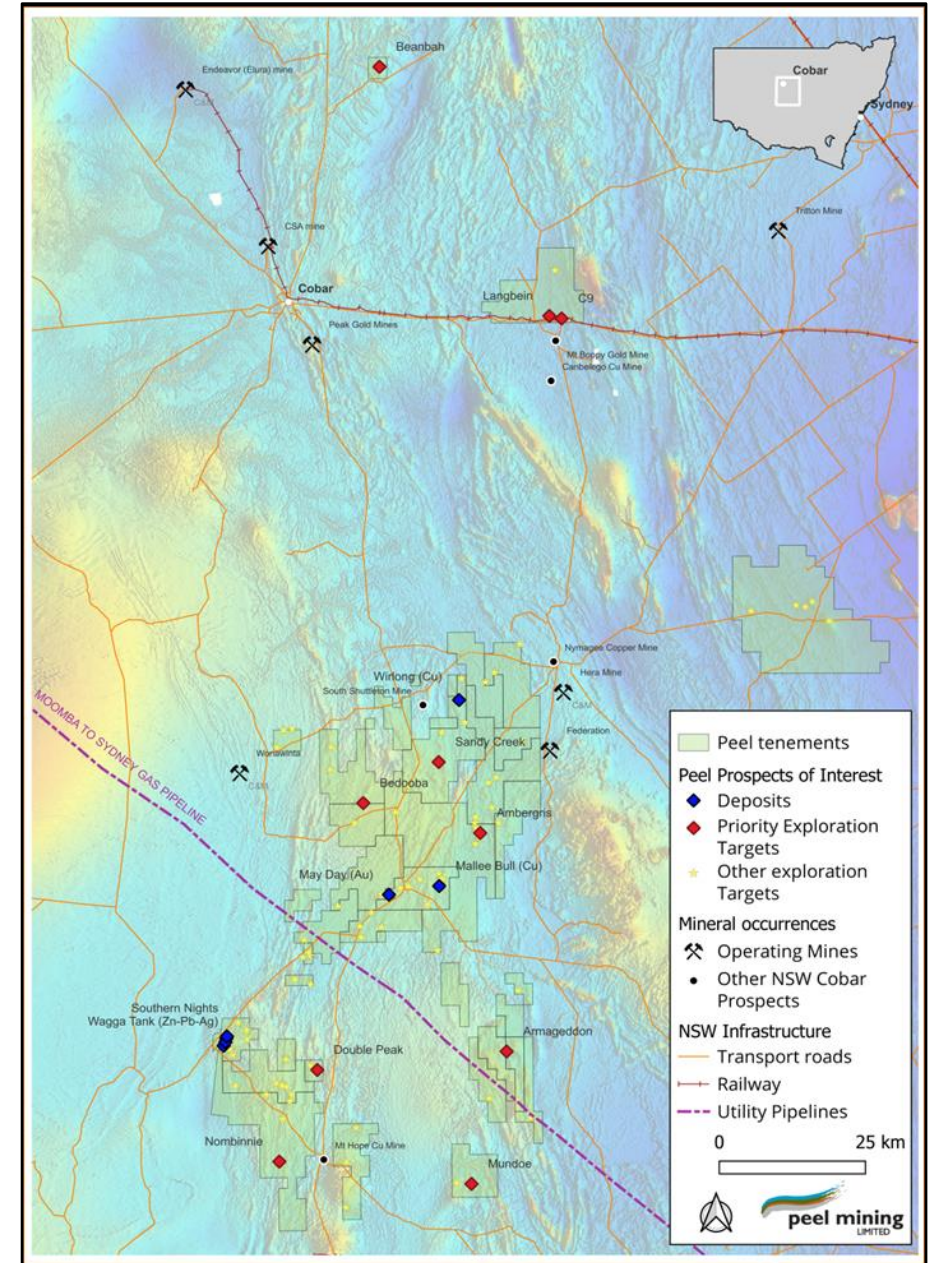 Beanbah
Endeavor (Elura) mine
C&M
Cobar
Sydney
Tritton Mine
CSA mine
Langbein
C9
Cobar
Peak Gold Mines
Mt Boppy Gold Mine
Canbelego Cu Mine
Nymagee Copper Mine
Hera Mine
Wirlong (Cu)
South Shuttleton Mine
C&M
Federation
Sandy Creek
Wonawinta
C&M
MOOMBA TO SYDNEY GAS PIPELINE
Bedooba
Ambergris
Mallee Bull (Cu)
May Day (Au)
Southern Nights
Wagga Tank (Zn-Pb-Ag)
Double Peak
Armageddon
Nombinnie
Mt Hope Cu Mine
Mundoe
Peel tenements
Peel Prospects of Interest
Deposits
Priority Exploration
Targets
Other exploration
Targets
Mineral occurrences
Operating Mines
Other NSW Cobar
Prospects
NSW Infrastructure
Transport roads
Railway
Utility Pipelines
0 25 km
peel mining
LIMITED